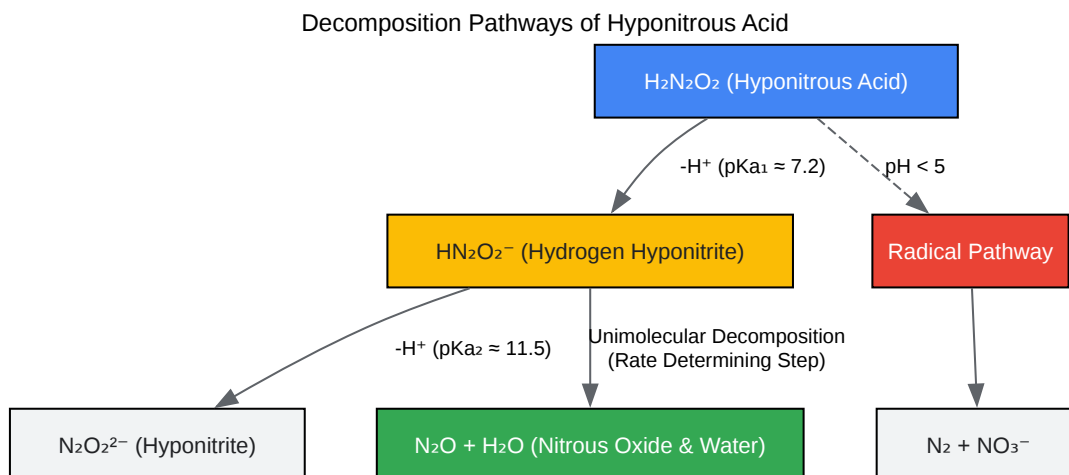 Decomposition Pathways of Hyponitrous Acid
H₂N₂O₂ (Hyponitrous Acid)
-H⁺ (pKa₁ ≈ 7.2)
pH < 5
HN₂O₂⁻ (Hydrogen Hyponitrite)
Radical Pathway
-H⁺ (pKa₂ ≈ 11.5)
Unimolecular Decomposition
(Rate Determining Step)
N₂O₂²⁻ (Hyponitrite)
N₂O + H₂O (Nitrous Oxide & Water)
N₂ + NO₃⁻